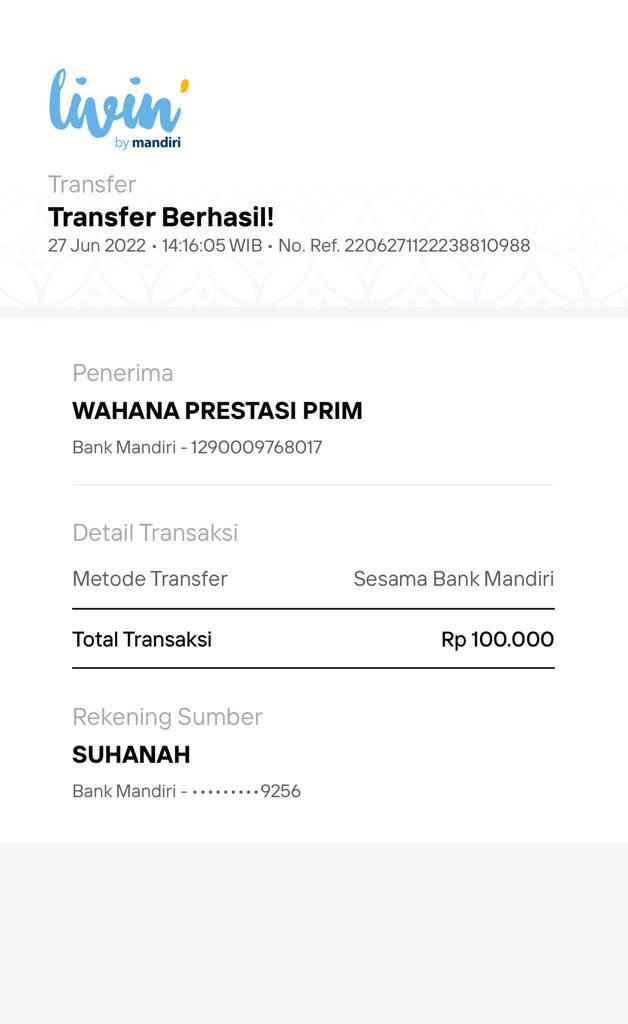 livin'
by mandiri
Transfer
Transfer Berhasil!
27 Jun 2022 • 14:16:05 WIB • No. Ref. 2206271122238810988
Penerima
WAHANA PRESTASI PRIM
Bank Mandiri - 1290009768017
Detail Transaksi
Metode Transfer Sesama Bank Mandiri
Total Transaksi Rp 100.000
Rekening Sumber
SUHANAH
Bank Mandiri - •••••••••9256